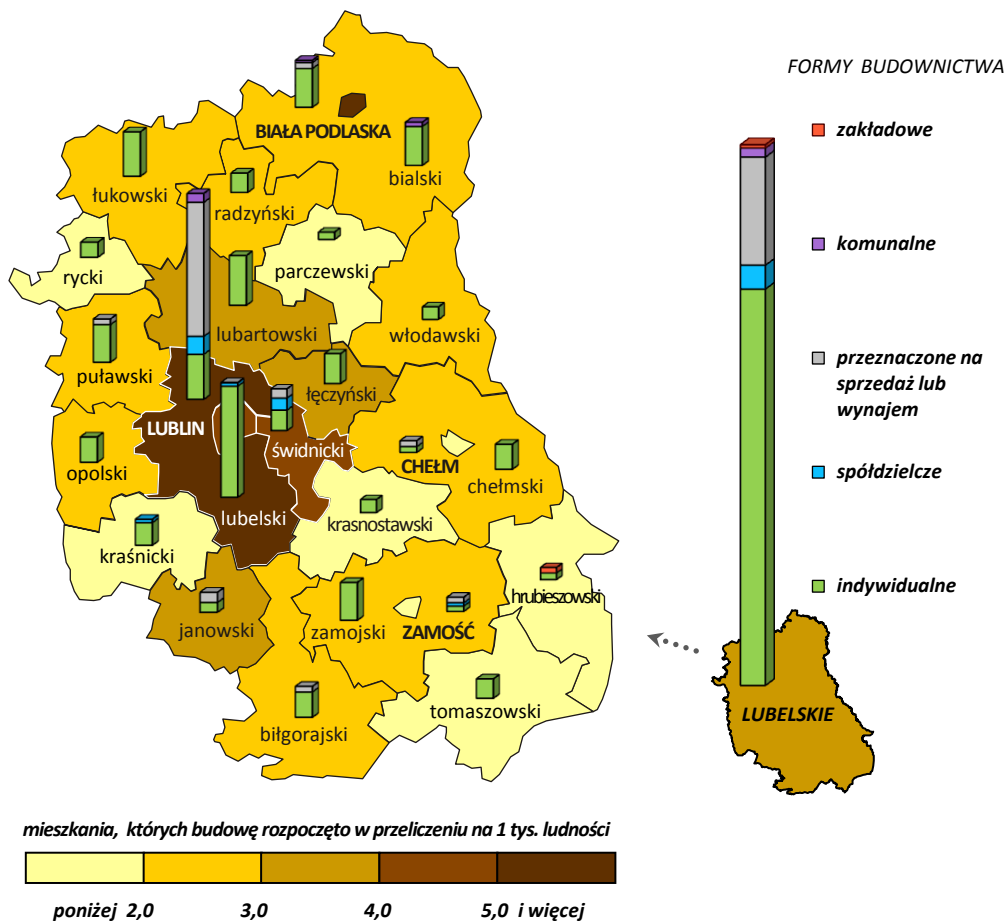 FORMY BUDOWNICTWA
zakładowe
komunalne
przeznaczone na
sprzedaż lub
wynajem
spółdzielcze
indywidualne
LUBELSKIE
BIAŁA PODLASKA
bialski
łukowski
radzyński
rycki
parczewski
lubartowski
włodawski
puławski
łęczyński
LUBLIN
świdnicki
CHEŁM
opolski
chełmski
lubelski
krasnostawski
kraśnicki
hrubieszowski
janowski
zamojski
ZAMOŚĆ
tomaszowski
biłgorajski
mieszkania, których budowę rozpoczęto w przeliczeniu na 1 tys. ludności
poniżej 2,0 3,0 4,0 5,0 i więcej